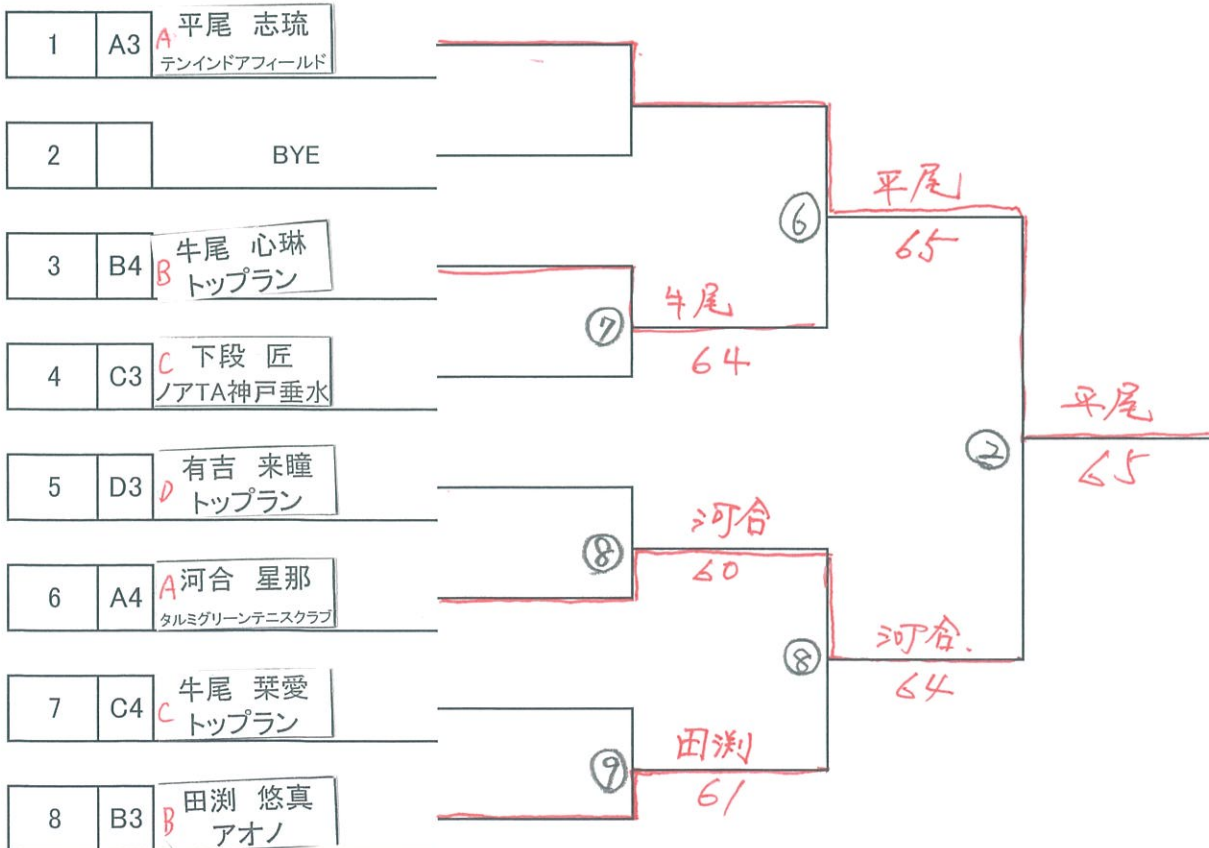 1 A3 A 平尾 志琉
テンインドアフィールド
2 BYE
平尾
⑥
65
3 B4 B 牛尾 心琳
トップラン
牛尾
⑦
64
4 C3 C 下段 匠
ノアTA神戸垂水
平尾
②
65
5 D3 D 有吉 来瞳
トップラン
河合
⑧
60
6 A4 A 河合 星那
タルミグリーンテニスクラブ
河合.
⑧
64
7 C4 C 牛尾 栞愛
トップラン
田渕
⑨
61
8 B3 B 田渕 悠真
アオノ